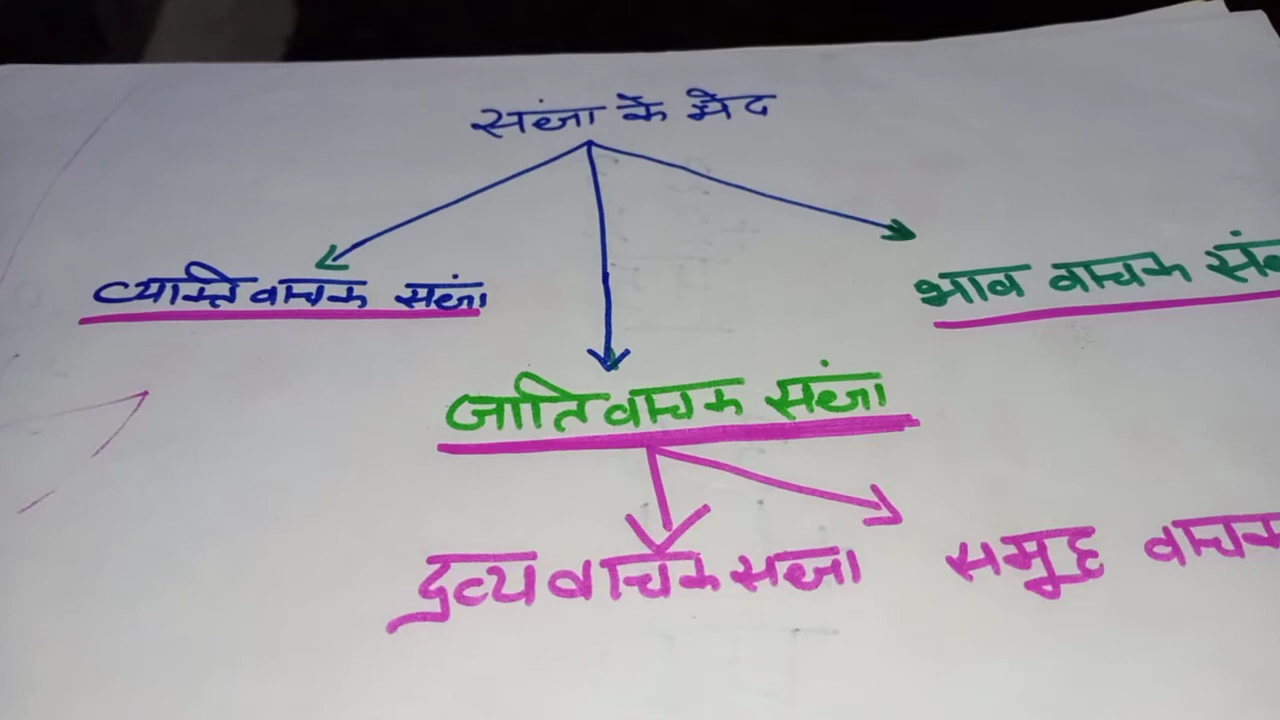 संज्ञा के भेद
व्यक्ति वाचक संज्ञा
भाव वाचक
जातिवाचक संज्ञा
द्रव्यवाचक संज्ञा
समूह वाचक